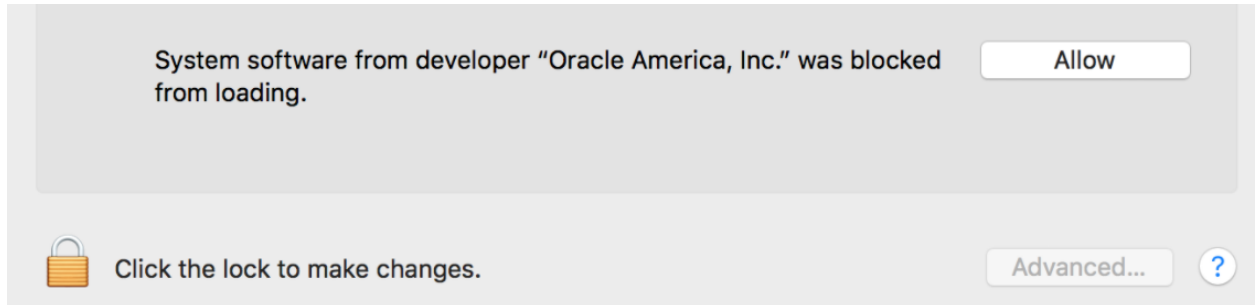 System software from developer “Oracle America, Inc.” was blocked
from loading.
Allow
Click the lock to make changes.
Advanced...
?